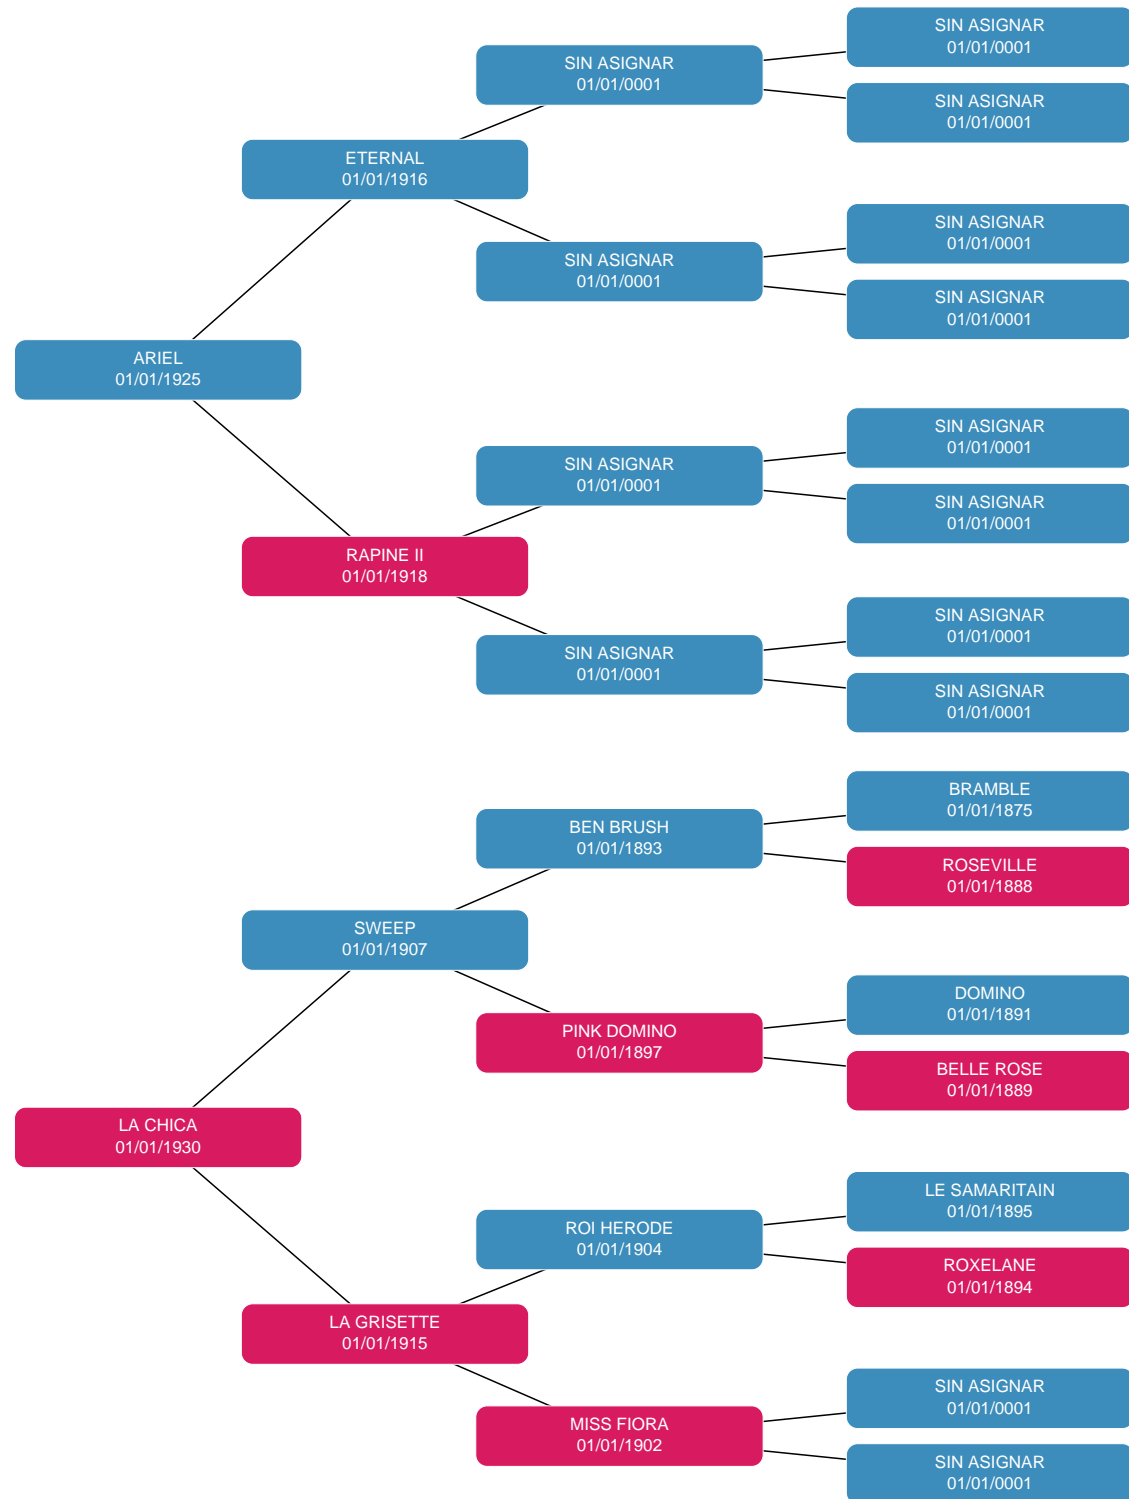 SIN ASIGNAR
01/01/0001
SIN ASIGNAR
01/01/0001
SIN ASIGNAR
01/01/0001
ETERNAL
01/01/1916
SIN ASIGNAR
01/01/0001
SIN ASIGNAR
01/01/0001
SIN ASIGNAR
01/01/0001
ARIEL
01/01/1925
SIN ASIGNAR
01/01/0001
SIN ASIGNAR
01/01/0001
SIN ASIGNAR
01/01/0001
RAPINE II
01/01/1918
SIN ASIGNAR
01/01/0001
SIN ASIGNAR
01/01/0001
SIN ASIGNAR
01/01/0001
BRAMBLE
01/01/1875
BEN BRUSH
01/01/1893
ROSEVILLE
01/01/1888
SWEEP
01/01/1907
DOMINO
01/01/1891
PINK DOMINO
01/01/1897
BELLE ROSE
01/01/1889
LA CHICA
01/01/1930
LE SAMARITAIN
01/01/1895
ROI HERODE
01/01/1904
ROXELANE
01/01/1894
LA GRISETTE
01/01/1915
SIN ASIGNAR
01/01/0001
MISS FIORA
01/01/1902
SIN ASIGNAR
01/01/0001